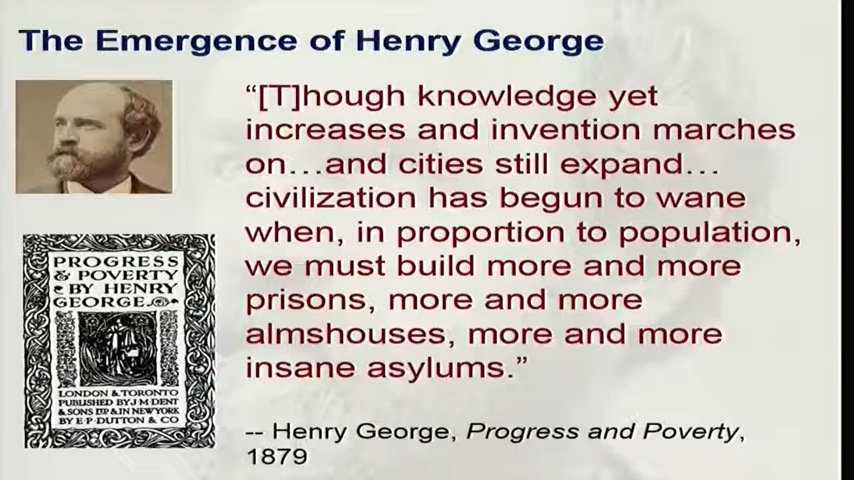 The Emergence of Henry George
“[T]hough knowledge yet
increases and invention marches
on…and cities still expand…
civilization has begun to wane
when, in proportion to population,
we must build more and more
prisons, more and more
almshouses, more and more
insane asylums.”
-- Henry George, Progress and Poverty,
1879
PROGRESS
& POVERTY
BY HENRY
GEORGE
LONDON & TORONTO
PUBLISHED BY J·M DENT
& SONS LTD & IN NEW YORK
BY E·P·DUTTON & CO